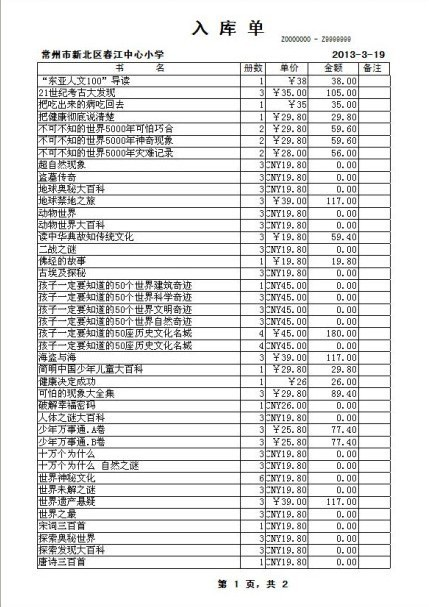 入 库 单
Z0000000 - Z9999999
常州市新北区春江中心小学 2013-3-19
书 名 册数 单价 金额 备注
“东亚人文100”导读 1 ￥38 38.00
21世纪考古大发现 3 ￥35.00 105.00
把吃出来的病吃回去 1 ￥35 35.00
把健康彻底说清楚 1 ￥29.80 29.80
不可不知的世界5000年可怕巧合 2 ￥29.80 59.60
不可不知的世界5000年神奇现象 2 ￥29.80 59.60
不可不知的世界5000年灾难记录 2 ￥28.00 56.00
超自然现象 3 CNY19.80 0.00
盗墓传奇 3 CNY19.80 0.00
地球奥秘大百科 3 CNY19.80 0.00
地球禁地之旅 3 ￥39.00 117.00
动物世界 3 CNY19.80 0.00
动物世界大百科 3 CNY19.80 0.00
读中华典故知传统文化 3 ￥19.80 59.40
二战之谜 3 CNY19.80 0.00
佛经的故事 1 ￥19.80 19.80
古埃及探秘 3 CNY19.80 0.00
孩子一定要知道的50个世界建筑奇迹 1 CNY45.00 0.00
孩子一定要知道的50个世界科学奇迹 3 CNY45.00 0.00
孩子一定要知道的50个世界文明奇迹 3 CNY45.00 0.00
孩子一定要知道的50个世界自然奇迹 3 CNY45.00 0.00
孩子一定要知道的50座历史文化名城 4 ￥45.00 180.00
孩子一定要知道的50座历史文化名城 4 CNY45.00 0.00
海盗与海 3 ￥39.00 117.00
简明中国少年儿童大百科 1 ￥29.80 29.80
健康决定成功 1 ￥26 26.00
可怕的现象大全集 3 ￥29.80 89.40
破解幸福密码 1 CNY26.00 0.00
人体之谜大百科 3 CNY19.80 0.00
少年万事通.A卷 3 ￥25.80 77.40
少年万事通.B卷 3 ￥25.80 77.40
十万个为什么 3 CNY19.80 0.00
十万个为什么 自然之谜 3 CNY19.80 0.00
世界神秘文化 6 CNY19.80 0.00
世界未解之谜 3 CNY19.80 0.00
世界遗产悬疑 3 ￥39.00 117.00
世界之最 3 CNY19.80 0.00
宋词三百首 1 CNY19.80 0.00
探索奥秘世界 3 CNY19.80 0.00
探索发现大百科 3 CNY19.80 0.00
唐诗三百首 1 CNY19.80 0.00
第 1 页，共 2